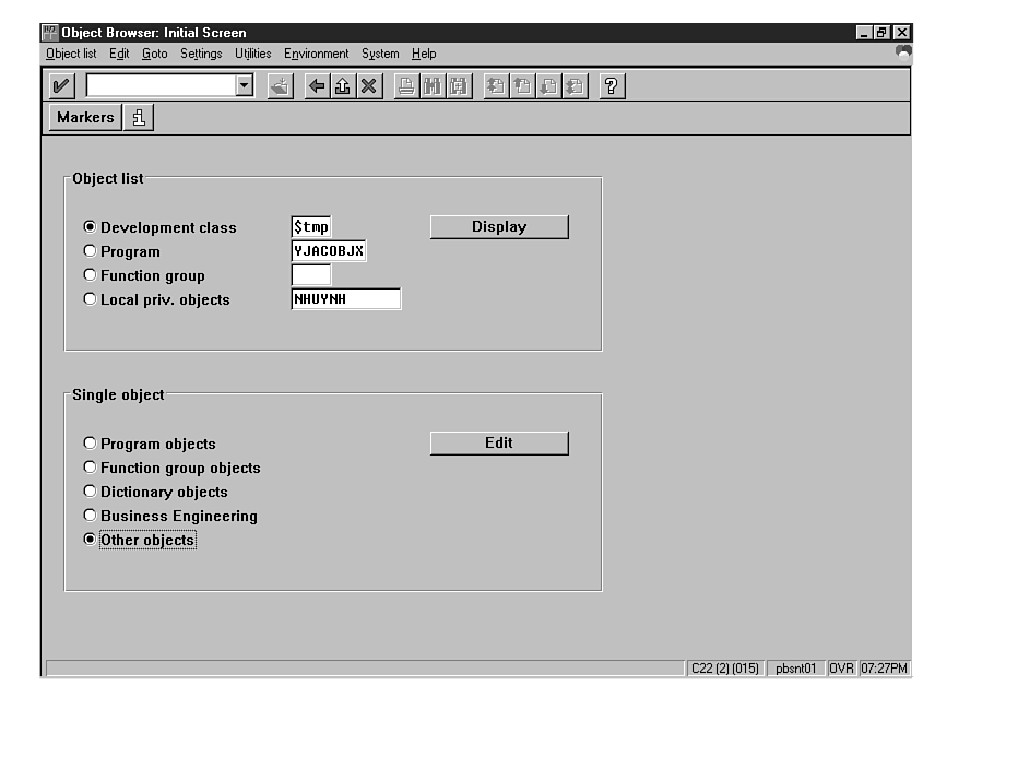 Object Browser: Initial Screen
Object list Edit Goto Settings Utilities Environment System Help
Markers
Object list
Development class $tmp Display
Program YJACOBJX
Function group
Local priv. objects NHUYNH
Single object
Program objects Edit
Function group objects
Dictionary objects
Business Engineering
Other objects
C22 (2) (015) pbsnt01 OVR 07:27PM